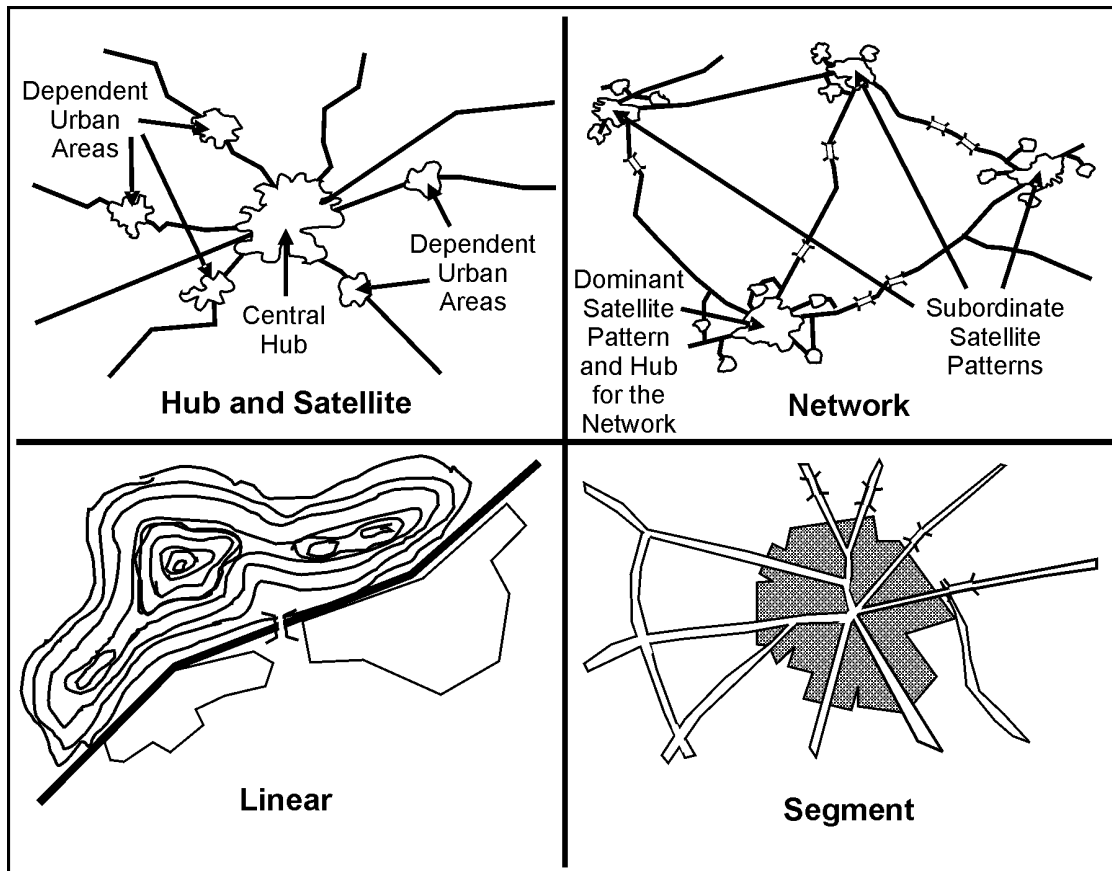 Dependent
Urban
Areas
Dependent
Urban
Areas
Central
Hub
Hub and Satellite
Dominant
Satellite
Pattern
and Hub
for the
Network
Subordinate
Satellite
Patterns
Network
Linear
Segment